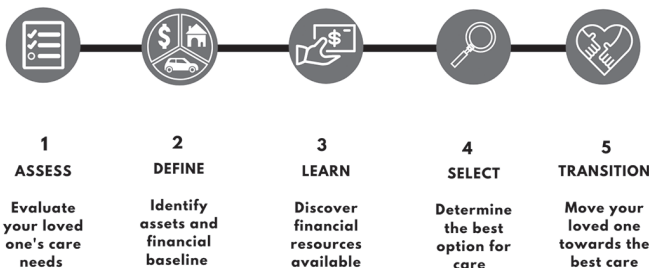 $
$
1
ASSESS
Evaluate
your loved
one's care
needs
2
DEFINE
Identify
assets and
financial
baseline
3
LEARN
Discover
financial
resources
available
4
SELECT
Determine
the best
option for
care
5
TRANSITION
Move your
loved one
towards the
best care